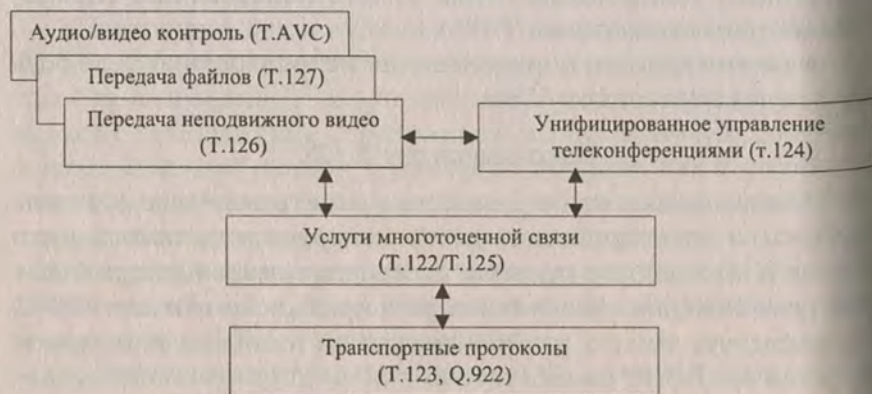 Аудио/видео контроль (T.AVC)
Передача файлов (T.127)
Передача неподвижного видео
(T.126)
Унифицированное управление
телеконференциями (т.124)
Услуги многоточечной связи
(T.122/T.125)
Транспортные протоколы
(T.123, Q.922)